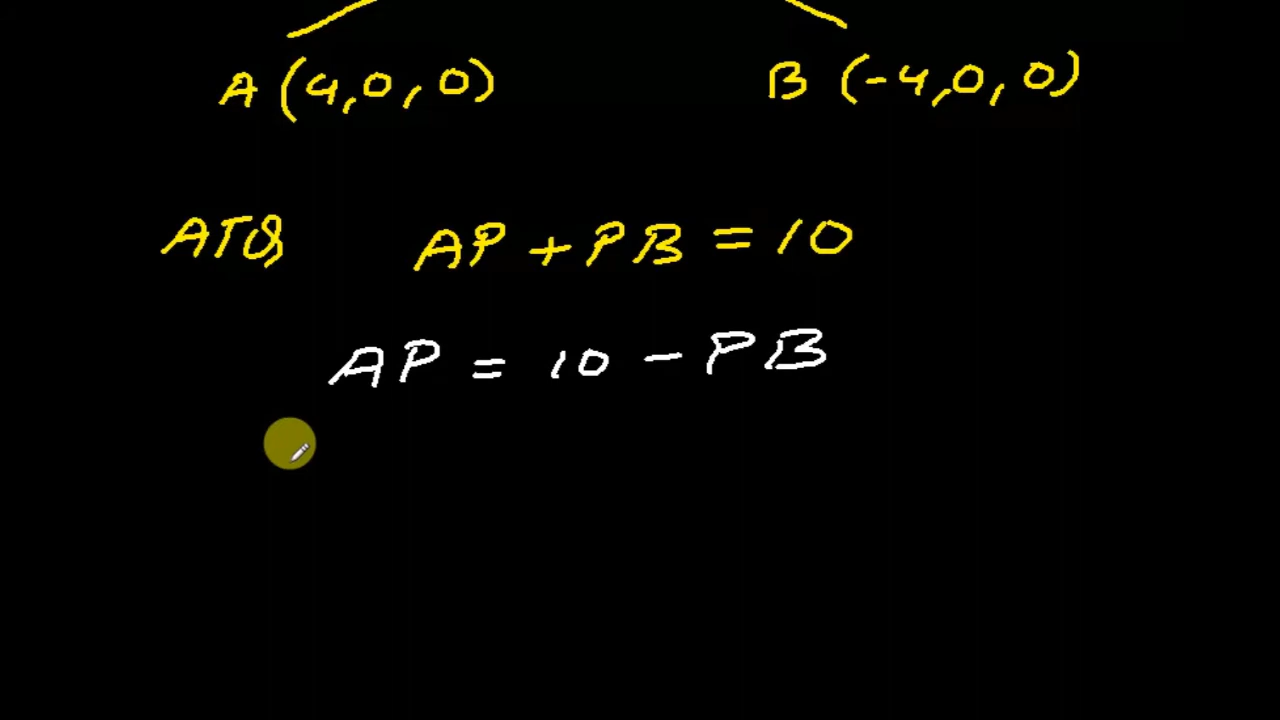 A (4,0,0) B (-4,0,0)
ATQ AP + PB = 10
AP = 10 - PB